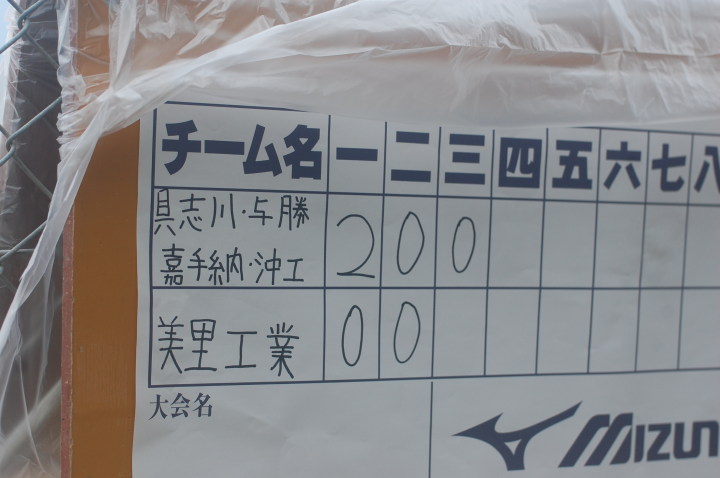 チーム名 一 二 三 四 五 六 七 八
具志川・与勝
嘉手納・沖工 2 0 0
美里工業 0 0
大会名
MIZUN